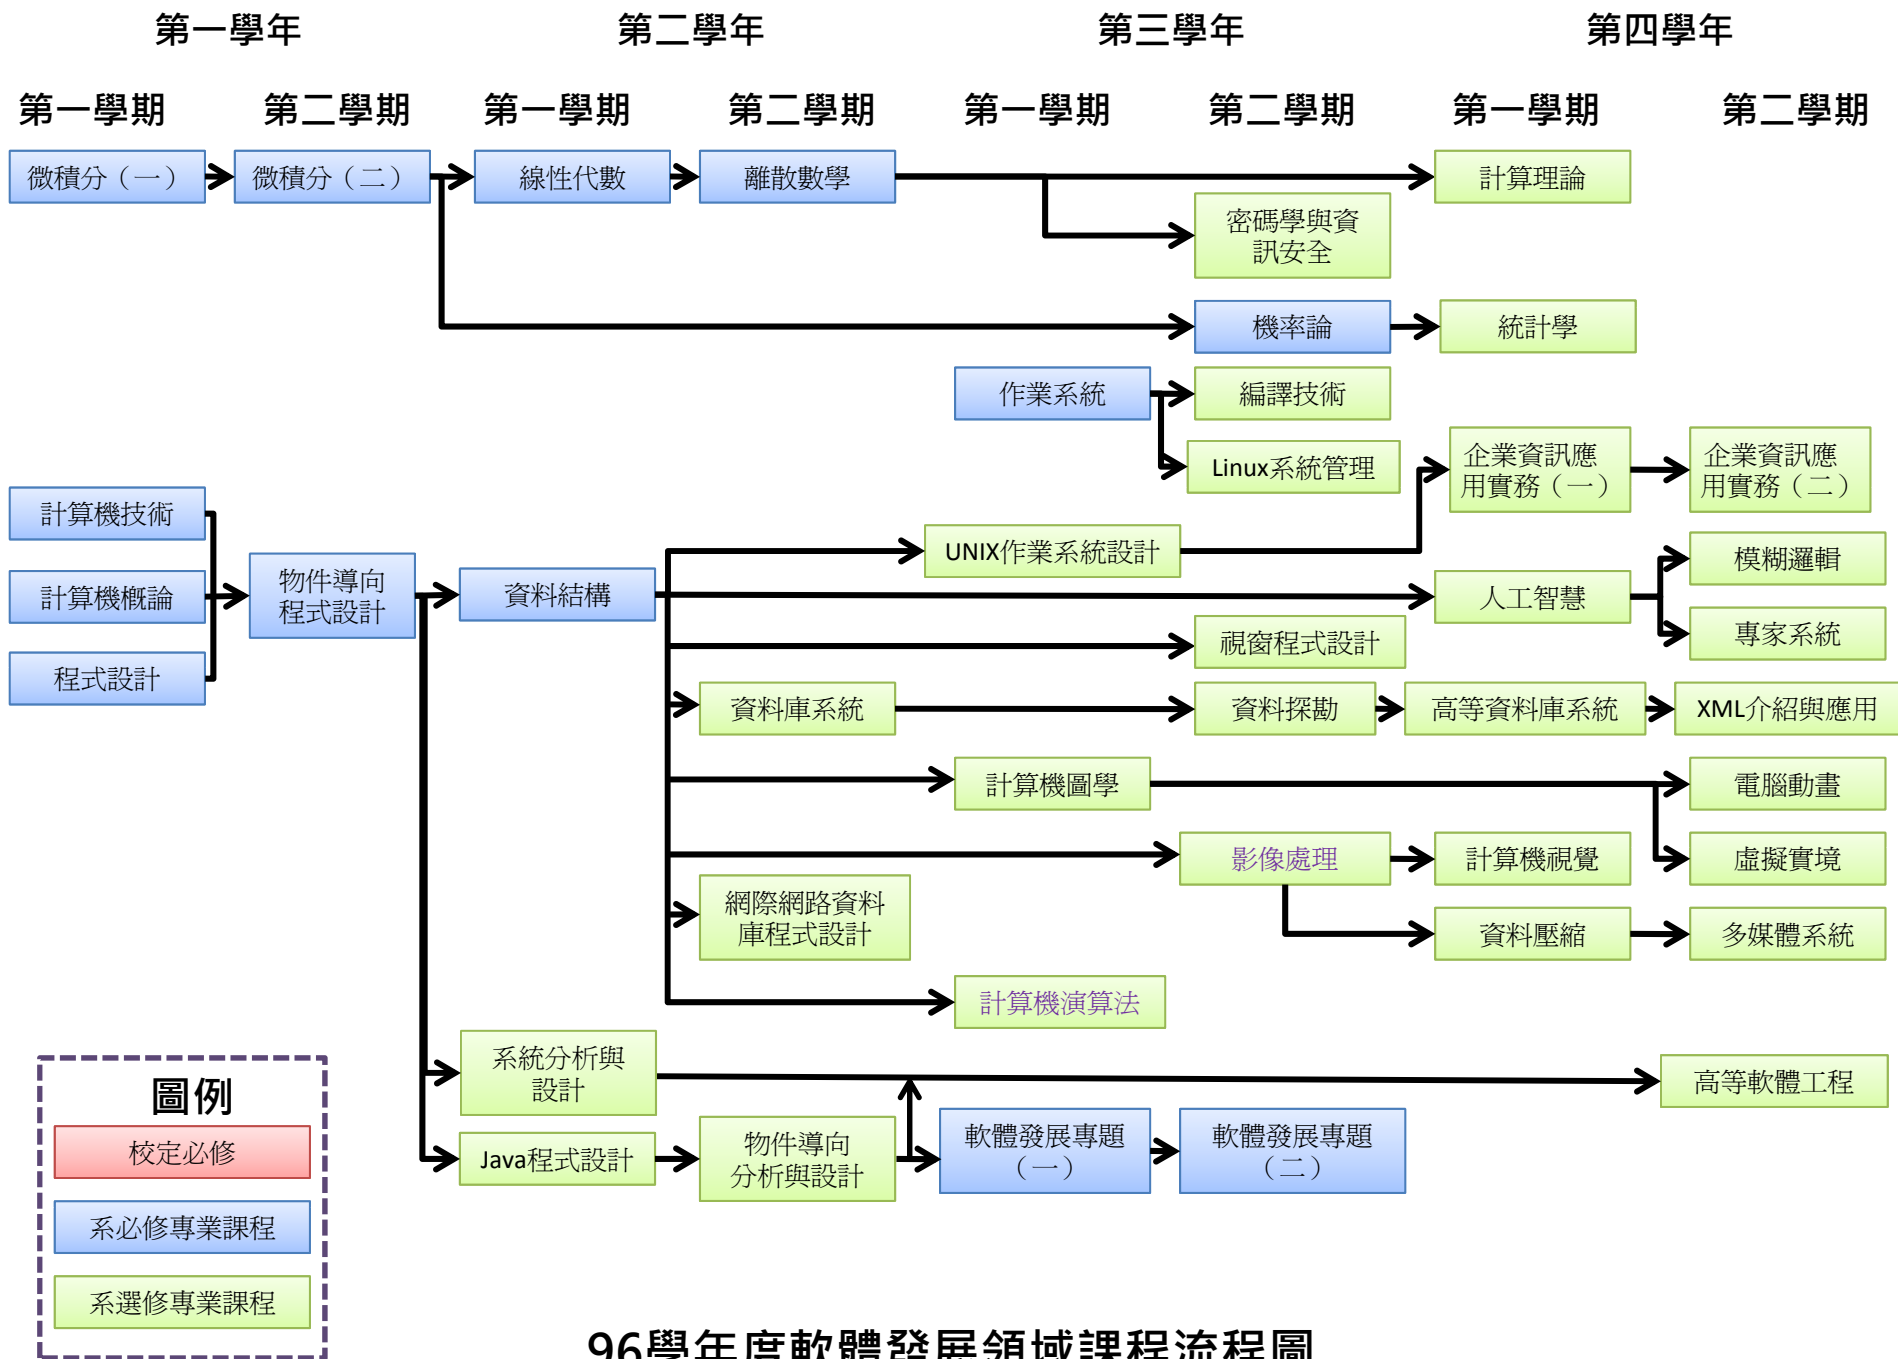 第一學年
第二學年
第三學年
第四學年
第一學期
第二學期
第一學期
第二學期
第一學期
第二學期
第一學期
第二學期
微積分（一）
微積分（二）
線性代數
離散數學
計算理論
密碼學與資
訊安全
機率論
統計學
作業系統
編譯技術
Linux系統管理
企業資訊應
用實務（一）
企業資訊應
用實務（二）
計算機技術
計算機概論
程式設計
物件導向
程式設計
資料結構
UNIX作業系統設計
人工智慧
模糊邏輯
專家系統
視窗程式設計
資料庫系統
資料探勘
高等資料庫系統
XML介紹與應用
計算機圖學
電腦動畫
影像處理
計算機視覺
虛擬實境
網際網路資料
庫程式設計
資料壓縮
多媒體系統
計算機演算法
系統分析與
設計
高等軟體工程
Java程式設計
物件導向
分析與設計
軟體發展專題
（一）
軟體發展專題
（二）
圖例
校定必修
系必修專業課程
系選修專業課程
96學年度軟體發展領域課程流程圖